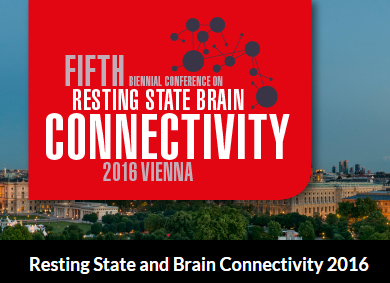 FIFTH BIENNIAL CONFERENCE ON
RESTING STATE BRAIN
CONNECTIVITY
2016 VIENNA
Resting State and Brain Connectivity 2016